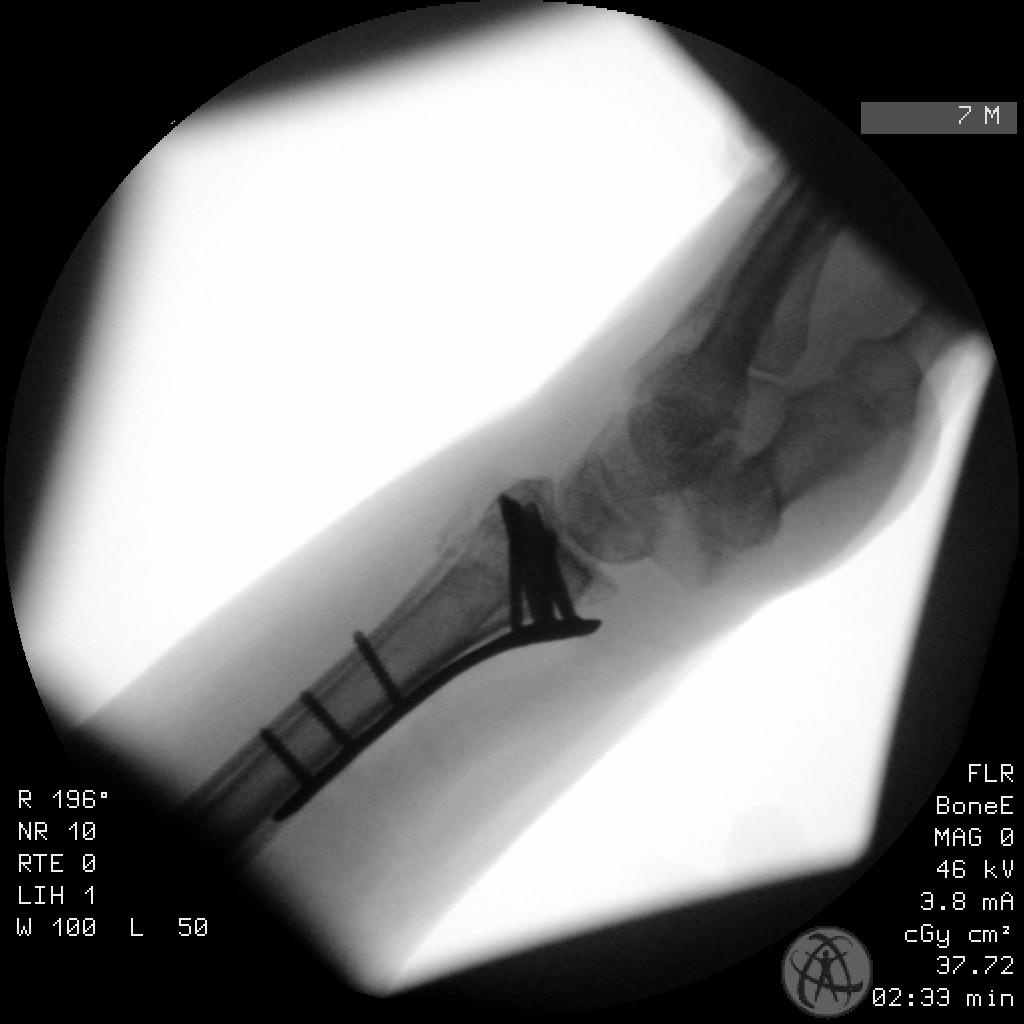 7 M
R 196°
NR 10
RTE 0
LIH 1
W 100 L 50
FLR
BoneE
MAG 0
46 kV
3.8 mA
cGy cm²
37.72
02:33 min